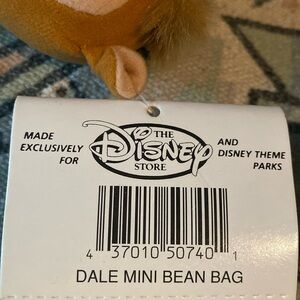 MADE
EXCLUSIVELY
FOR
THE
Disney
STORE
AND
DISNEY THEME
PARKS
4 37010 50740 1
DALE MINI BEAN BAG